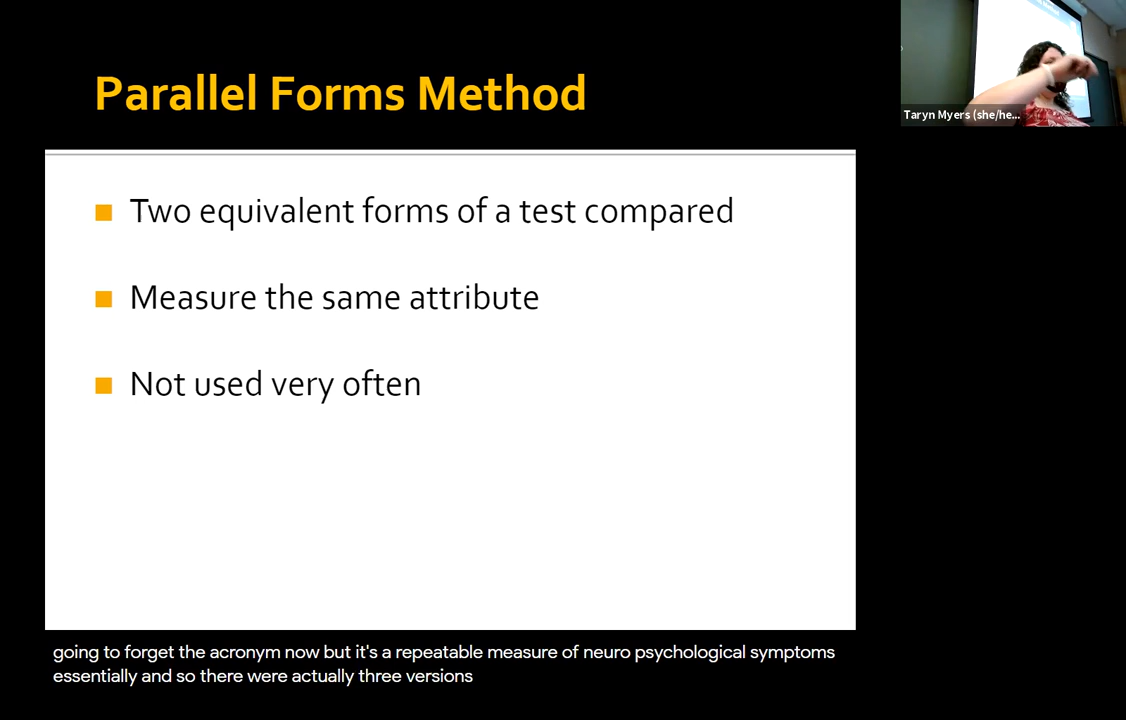 Parallel Forms Method
Taryn Myers (she/he...
Two equivalent forms of a test compared
Measure the same attribute
Not used very often
going to forget the acronym now but it's a repeatable measure of neuro psychological symptoms
essentially and so there were actually three versions